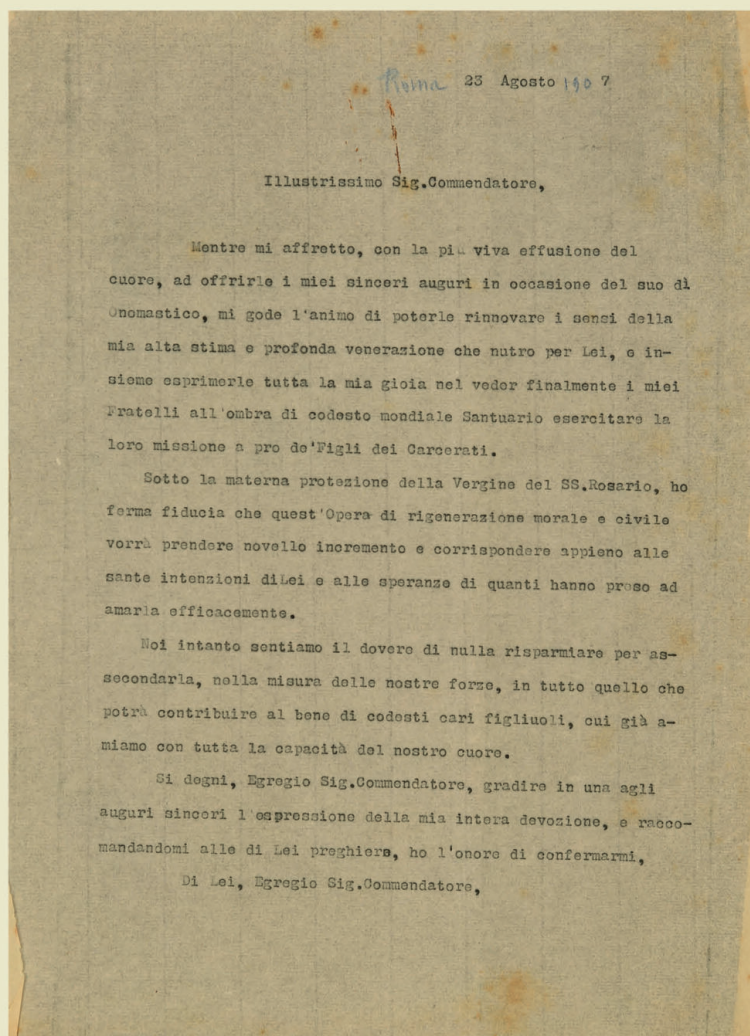 Roma 23 Agosto 1907
Illustrissimo Sig.Commendatore,
Mentre mi affretto, con la più viva effusione del
cuore, ad offrirle i miei sinceri auguri in occasione del suo dì
onomastico, mi gode l'animo di poterle rinnovare i sensi della
mia alta stima e profonda venerazione che nutro per Lei, e in-
sieme esprimerle tutta la mia gioia nel veder finalmente i miei
Fratelli all'ombra di codesto mondiale Santuario esercitare la
loro missione a pro de'Figli dei Carcerati.
Sotto la materna protezione della Vergine del SS.Rosario, ho
ferma fiducia che quest'Opera di rigenerazione morale e civile
vorrà prendere novello incremento e corrispondere appieno alle
sante intenzioni diLei e alle speranze di quanti hanno preso ad
amarla efficacemente.
Noi intanto sentiamo il dovere di nulla risparmiare per as-
secondarla, nella misura delle nostre forze, in tutto quello che
potrà contribuire al bene di codesti cari figliuoli, cui già a-
miamo con tutta la capacità del nostro cuore.
Si degni, Egregio Sig.Commendatore, gradire in una agli
auguri sinceri l'espressione della mia intera devozione, e racco-
mandandomi alle di Lei preghiere, ho l'onore di confermarmi,
Di Lei, Egregio Sig.Commendatore,